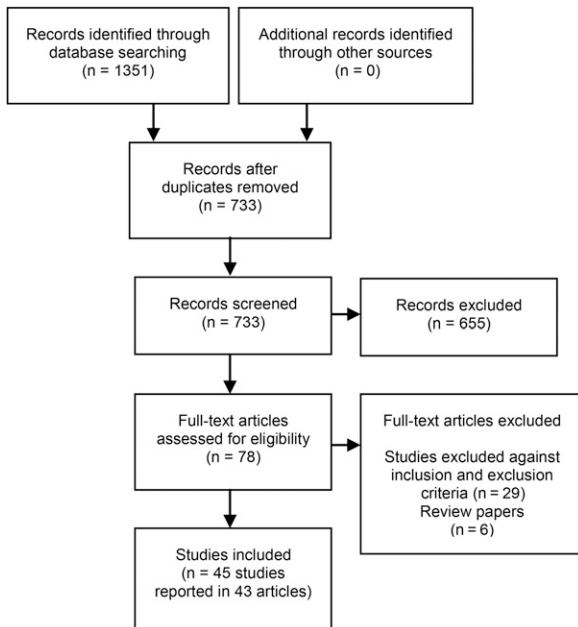 Records identified through
database searching
(n = 1351)
Additional records identified
through other sources
(n = 0)
Records after
duplicates removed
(n = 733)
Records screened
(n = 733)
Records excluded
(n = 655)
Full-text articles
assessed for eligibility
(n = 78)
Full-text articles excluded
Studies excluded against
inclusion and exclusion
criteria (n = 29)
Review papers
(n = 6)
Studies included
(n = 45 studies
reported in 43 articles)